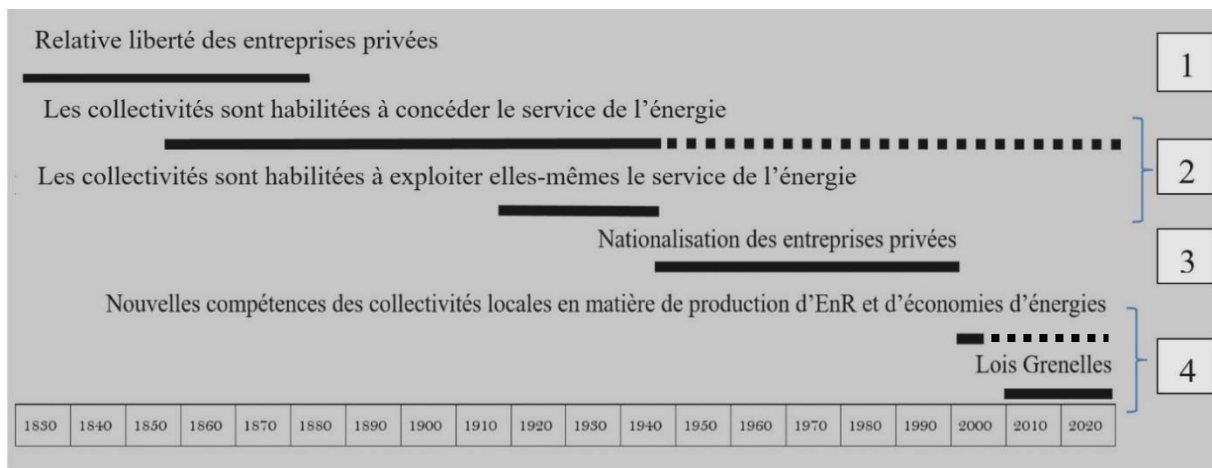 Relative liberté des entreprises privées
1
Les collectivités sont habilitées à concéder le service de l’énergie
2
Les collectivités sont habilitées à exploiter elles-mêmes le service de l’énergie
Nationalisation des entreprises privées
3
Nouvelles compétences des collectivités locales en matière de production d’EnR et d’économies d’énergies
Lois Grenelles
4
1830 1840 1850 1860 1870 1880 1890 1900 1910 1920 1930 1940 1950 1960 1970 1980 1990 2000 2010 2020